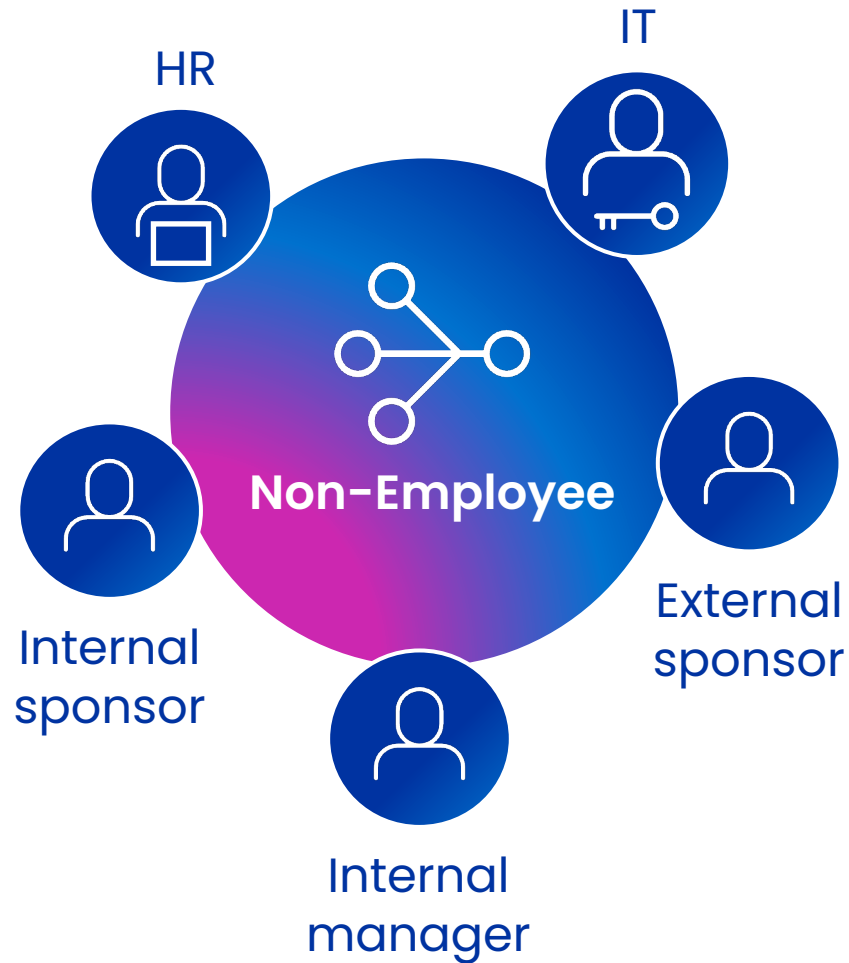 IT
HR
Non-Employee
External
sponsor
Internal
sponsor
Internal
manager